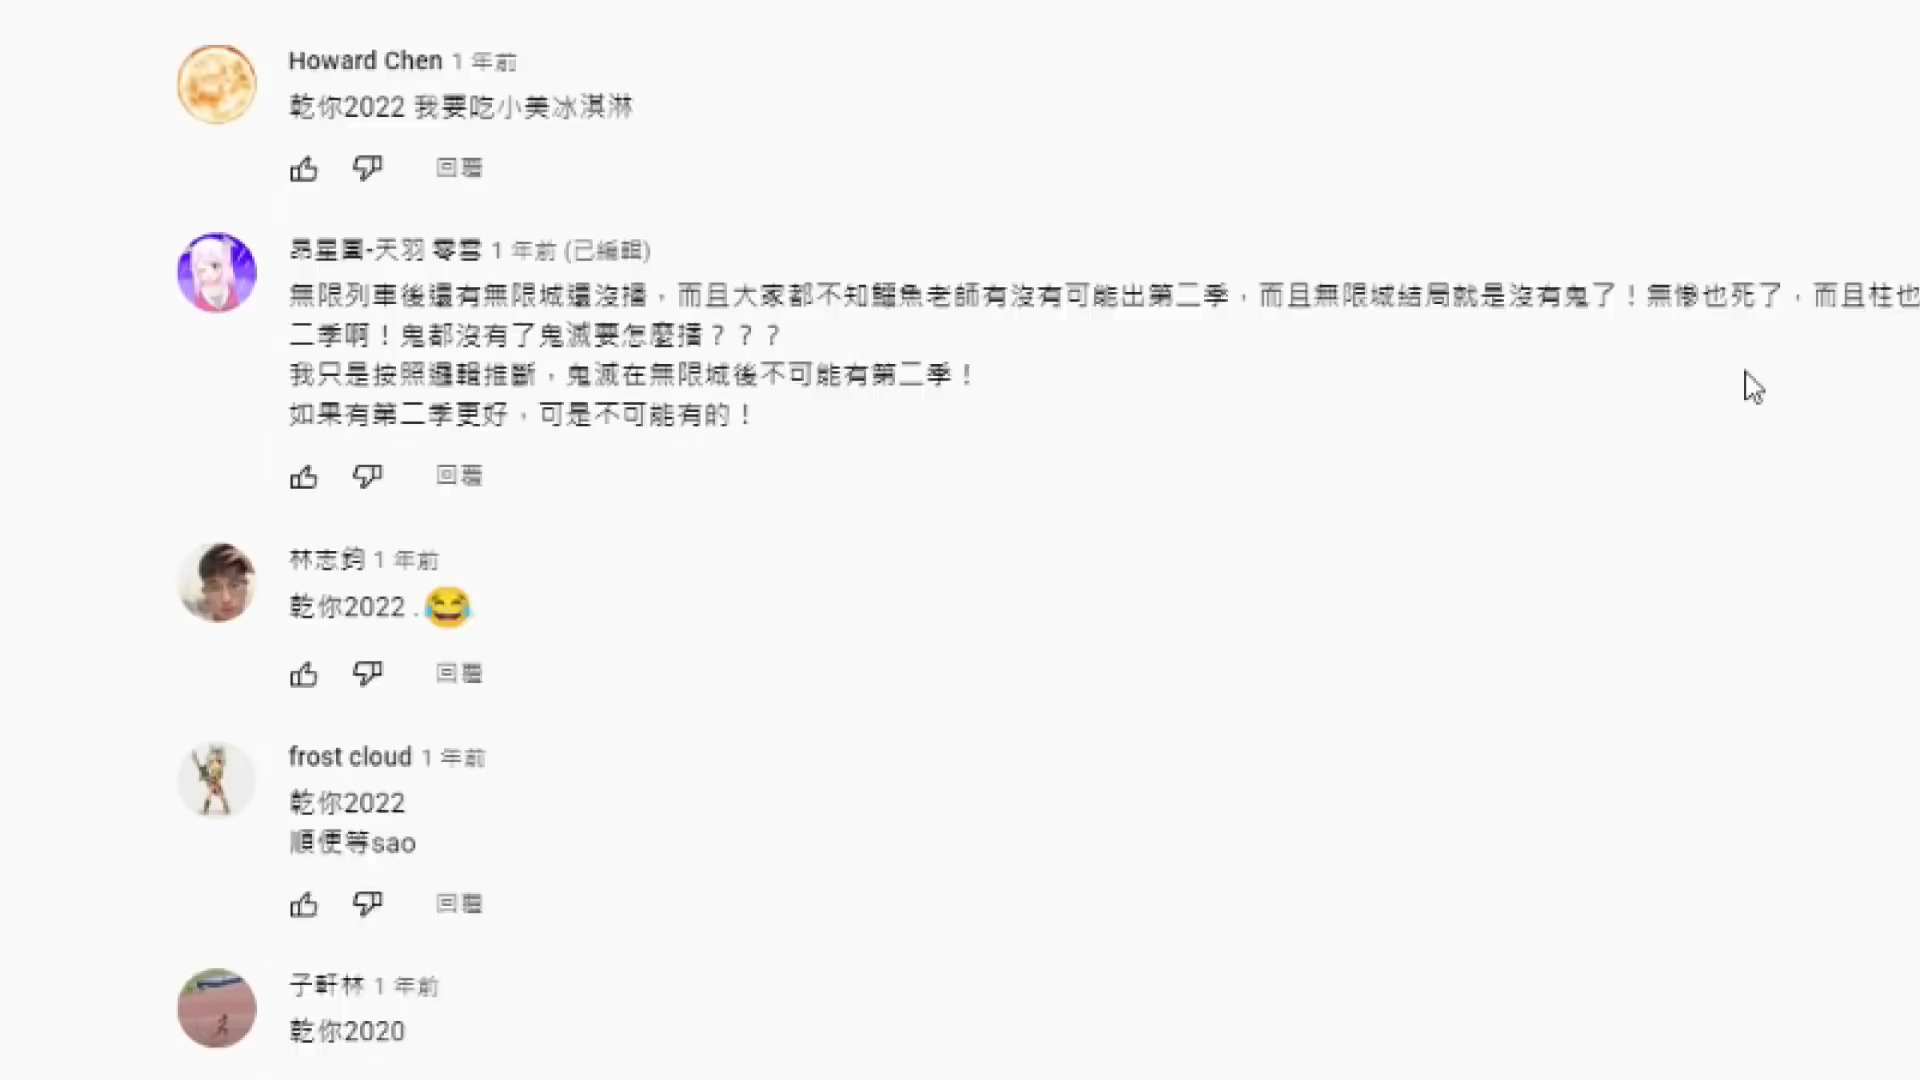 Howard Chen 1 年前
乾你2022 我要吃小美冰淇淋
回覆
昴星團-天羽 零雪 1 年前 (已編輯)
無限列車後還有無限城還沒播，而且大家都不知鱷魚老師有沒有可能出第二季，而且無限城結局就是沒有鬼了！無慘也死了，而且柱也
二季啊！鬼都沒有了鬼滅要怎麼播？？？
我只是按照邏輯推斷，鬼滅在無限城後不可能有第二季！
如果有第二季更好，可是不可能有的！
回覆
林志鈞 1 年前
乾你2022 .😂
回覆
frost cloud 1 年前
乾你2022
順便等sao
回覆
子軒林 1 年前
乾你2020